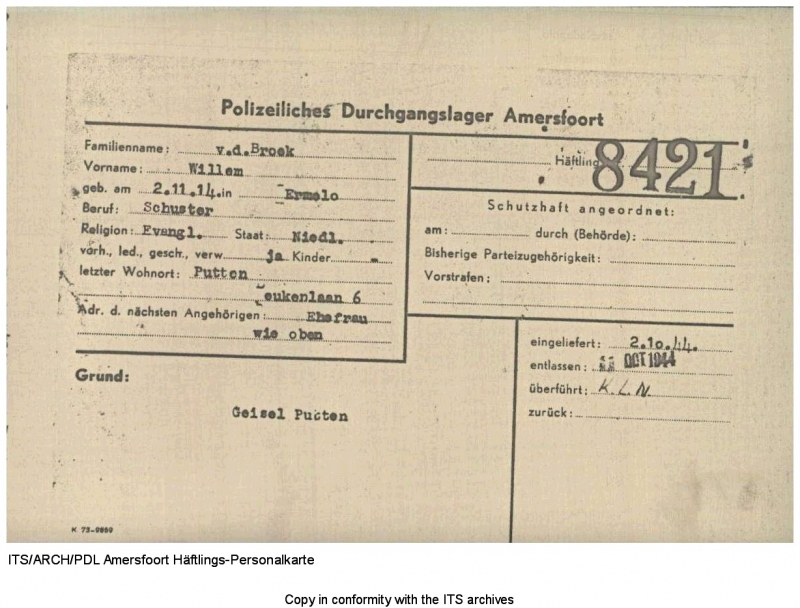 Polizeiliches Durchgangslager Amersfoort
Familienname: v.d.Broek
Vorname: Willem
geb. am 2.11.14. in Ermelo
Beruf: Schuster
Religion: Evangl. Staat: Niedl.
vorh., led., gesch., verw. ja Kinder -
letzter Wohnort: Putten
eukenlaan 6
Adr. d. nächsten Angehörigen: Ehefrau
wie oben
Häftling 8421
Schutzhaft angeordnet:
am: durch (Behörde):
Bisherige Parteizugehörigkeit:
Vorstrafen:
eingeliefert: 2.10.44.
entlassen: OCT 1944
überführt: K.L.N.
zurück:
Grund:
Geisel Putten
K 73-0969
ITS/ARCH/PDL Amersfoort Häftlings-Personalkarte
Copy in conformity with the ITS archives